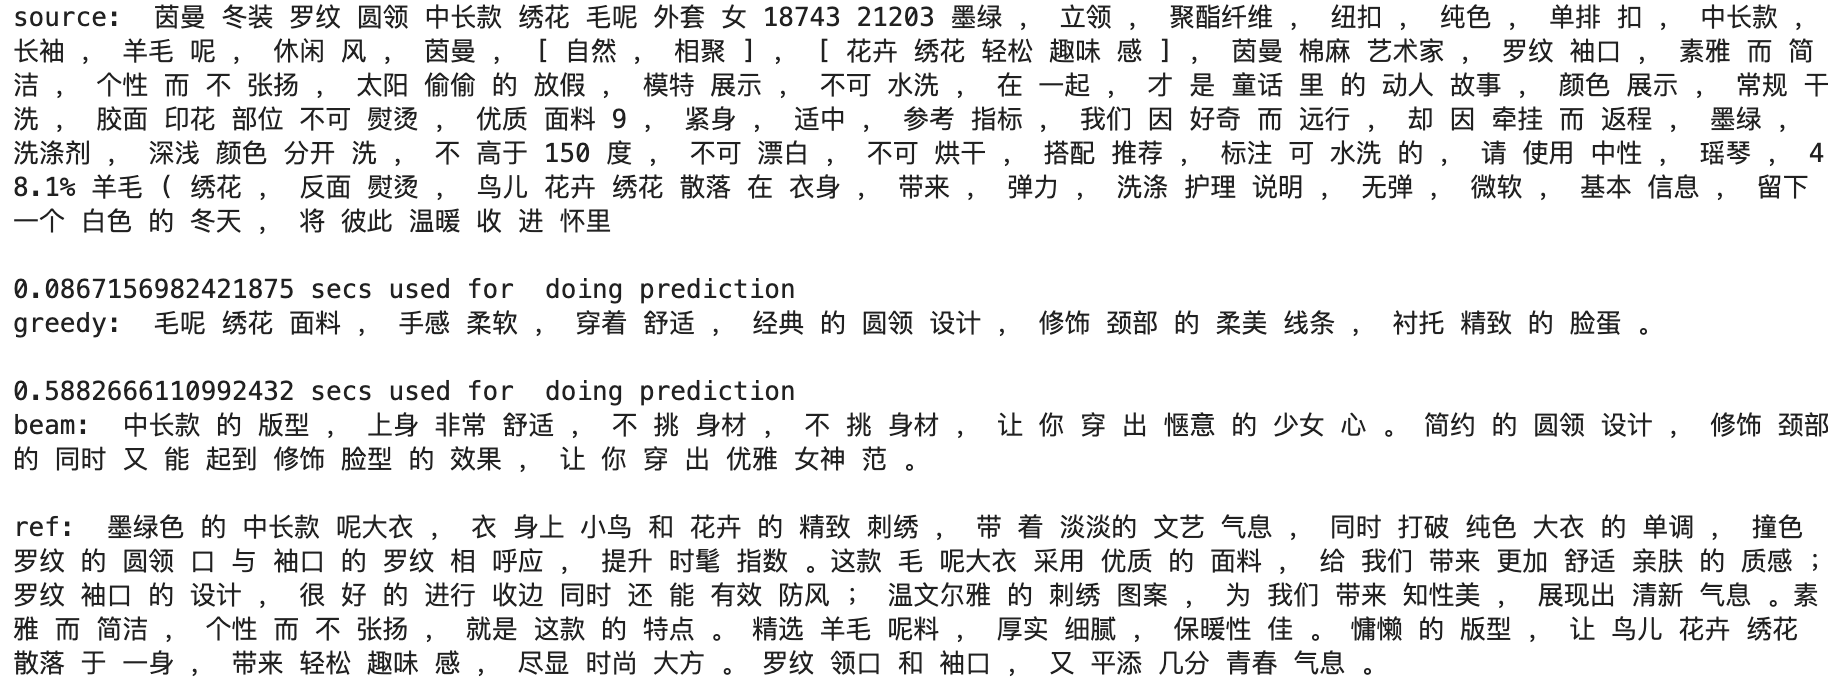 source:  茵曼 冬装 罗纹 圆领 中长款 绣花 毛呢 外套 女 18743 21203 墨绿 ， 立领 ， 聚酯纤维 ， 纽扣 ， 纯色 ， 单排 扣 ， 中长款 ，
长袖 ， 羊毛 呢 ， 休闲 风 ， 茵曼 ， [ 自然 ， 相聚 ] ， [ 花卉 绣花 轻松 趣味 感 ] ， 茵曼 棉麻 艺术家 ， 罗纹 袖口 ， 素雅 而 简
洁 ， 个性 而 不 张扬 ， 太阳 偷偷 的 放假 ， 模特 展示 ， 不可 水洗 ， 在 一起 ， 才 是 童话 里 的 动人 故事 ， 颜色 展示 ， 常规 干
洗 ， 胶面 印花 部位 不可 熨烫 ， 优质 面料 9 ， 紧身 ， 适中 ， 参考 指标 ， 我们 因 好奇 而 远行 ， 却 因 牵挂 而 返程 ， 墨绿 ，
洗涤剂 ， 深浅 颜色 分开 洗 ， 不 高于 150 度 ， 不可 漂白 ， 不可 烘干 ， 搭配 推荐 ， 标注 可 水洗 的 ， 请 使用 中性 ， 瑶琴 ， 4
8.1% 羊毛 ( 绣花 ， 反面 熨烫 ， 鸟儿 花卉 绣花 散落 在 衣身 ， 带来 ， 弹力 ， 洗涤 护理 说明 ， 无弹 ， 微软 ， 基本 信息 ， 留下
一个 白色 的 冬天 ， 将 彼此 温暖 收 进 怀里
0.0867156982421875 secs used for  doing prediction
greedy:  毛呢 绣花 面料 ， 手感 柔软 ， 穿着 舒适 ， 经典 的 圆领 设计 ， 修饰 颈部 的 柔美 线条 ， 衬托 精致 的 脸蛋 。
0.5882666110992432 secs used for  doing prediction
beam:  中长款 的 版型 ， 上身 非常 舒适 ， 不 挑 身材 ， 不 挑 身材 ， 让 你 穿 出 惬意 的 少女 心 。 简约 的 圆领 设计 ， 修饰 颈部
的 同时 又 能 起到 修饰 脸型 的 效果 ， 让 你 穿 出 优雅 女神 范 。
ref:  墨绿色 的 中长款 呢大衣 ， 衣 身上 小鸟 和 花卉 的 精致 刺绣 ， 带 着 淡淡的 文艺 气息 ， 同时 打破 纯色 大衣 的 单调 ， 撞色
罗纹 的 圆领 口 与 袖口 的 罗纹 相 呼应 ， 提升 时髦 指数 。这款 毛 呢大衣 采用 优质 的 面料 ， 给 我们 带来 更加 舒适 亲肤 的 质感 ；
罗纹 袖口 的 设计 ， 很 好 的 进行 收边 同时 还 能 有效 防风 ； 温文尔雅 的 刺绣 图案 ， 为 我们 带来 知性美 ， 展现出 清新 气息 。素
雅 而 简洁 ， 个性 而 不 张扬 ， 就是 这款 的 特点 。 精选 羊毛 呢料 ， 厚实 细腻 ， 保暖性 佳 。 慵懒 的 版型 ， 让 鸟儿 花卉 绣花
散落 于 一身 ， 带来 轻松 趣味 感 ， 尽显 时尚 大方 。 罗纹 领口 和 袖口 ， 又 平添 几分 青春 气息 。